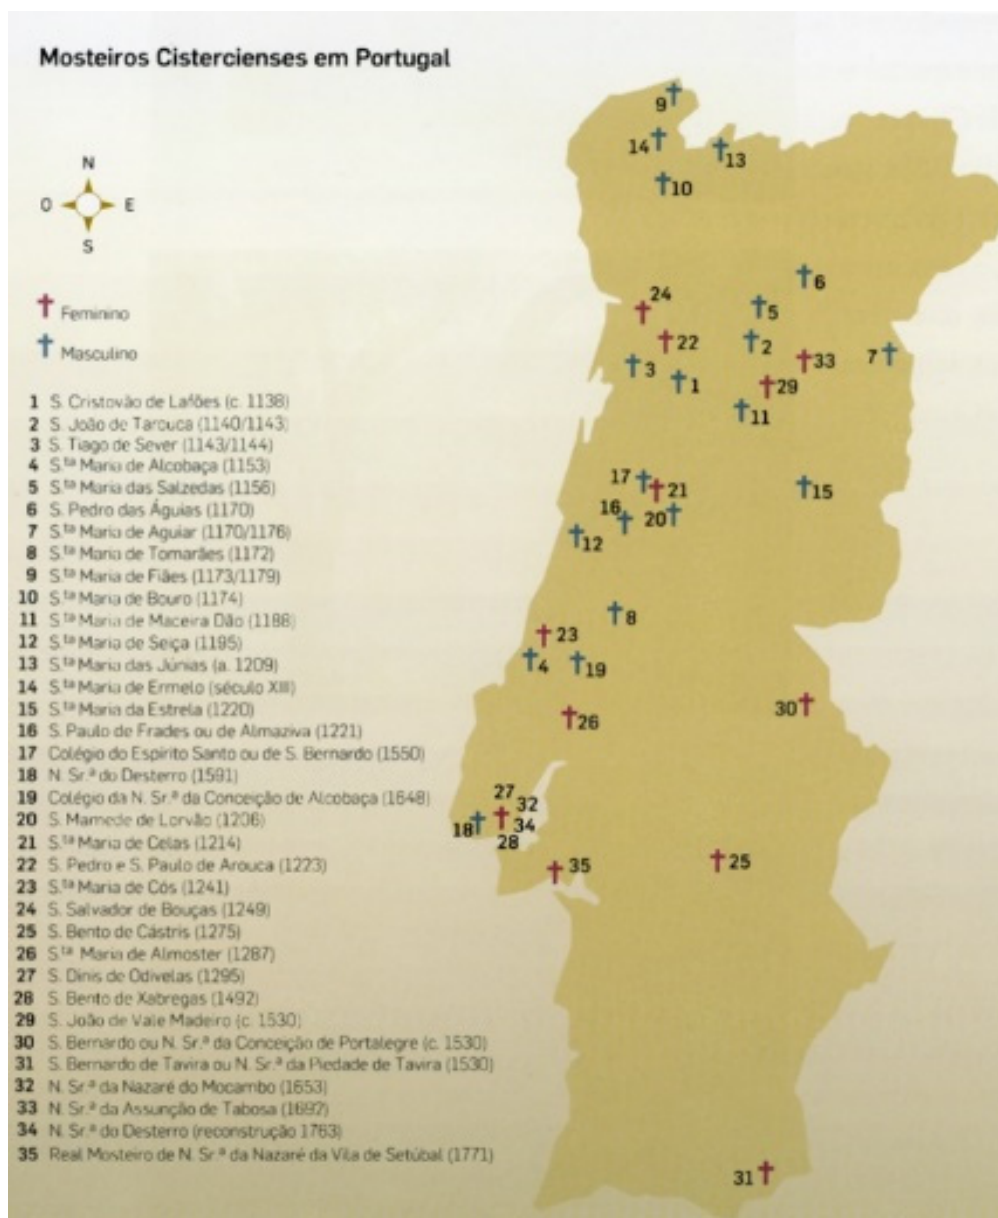 Mosteiros Cistercienses em Portugal
N
O E
S
Feminino
Masculino
1 S. Cristovão de Lafões (c. 1138)
2 S. João de Tarouca (1140/1143)
3 S. Tiago de Sever (1143/1144)
4 S.ta Maria de Alcobaça (1153)
5 S.ta Maria das Salzedas (1156)
6 S. Pedro das Águias (1170)
7 S.ta Maria de Aguiar (1170/1176)
8 S.ta Maria de Tomarães (1172)
9 S.ta Maria de Fiães (1173/1179)
10 S.ta Maria de Bouro (1174)
11 S.ta Maria de Maceira Dão (1188)
12 S.ta Maria de Seiça (1195)
13 S.ta Maria das Júnias (a. 1209)
14 S.ta Maria de Ermelo (século XIII)
15 S.ta Maria da Estrela (1220)
16 S. Paulo de Frades ou de Almaziva (1221)
17 Colégio do Espirito Santo ou de S. Bernardo (1550)
18 N. Sr.ª do Desterro (1591)
19 Colégio da N. Sr.ª da Conceição de Alcobaça (1648)
20 S. Mamede de Lorvão (1206)
21 S.ta Maria de Celas (1214)
22 S. Pedro e S. Paulo de Arouca (1223)
23 S.ta Maria de Cós (1241)
24 S. Salvador de Bouças (1249)
25 S. Bento de Cástris (1275)
26 S.ta Maria de Almoster (1287)
27 S. Dinis de Odivelas (1295)
28 S. Bento de Xabregas (1492)
29 S. João de Vale Madeiro (c. 1530)
30 S. Bernardo ou N. Sr.ª da Conceição de Portalegre (c. 1530)
31 S. Bernardo de Tavira ou N. Sr.ª da Piedade de Tavira (1530)
32 N. Sr.ª da Nazaré do Mocambo (1653)
33 N. Sr.ª da Assunção de Tabosa (1692)
34 N. Sr.ª do Desterro (reconstrução 1763)
35 Real Mosteiro de N. Sr.ª da Nazaré da Vila de Setúbal (1771)
9
14
13
10
6
24
5
22
2
33
7
3
1
29
11
17
21
15
16
20
12
8
23
4
19
30
26
27
32
18
34
28
35
25
31